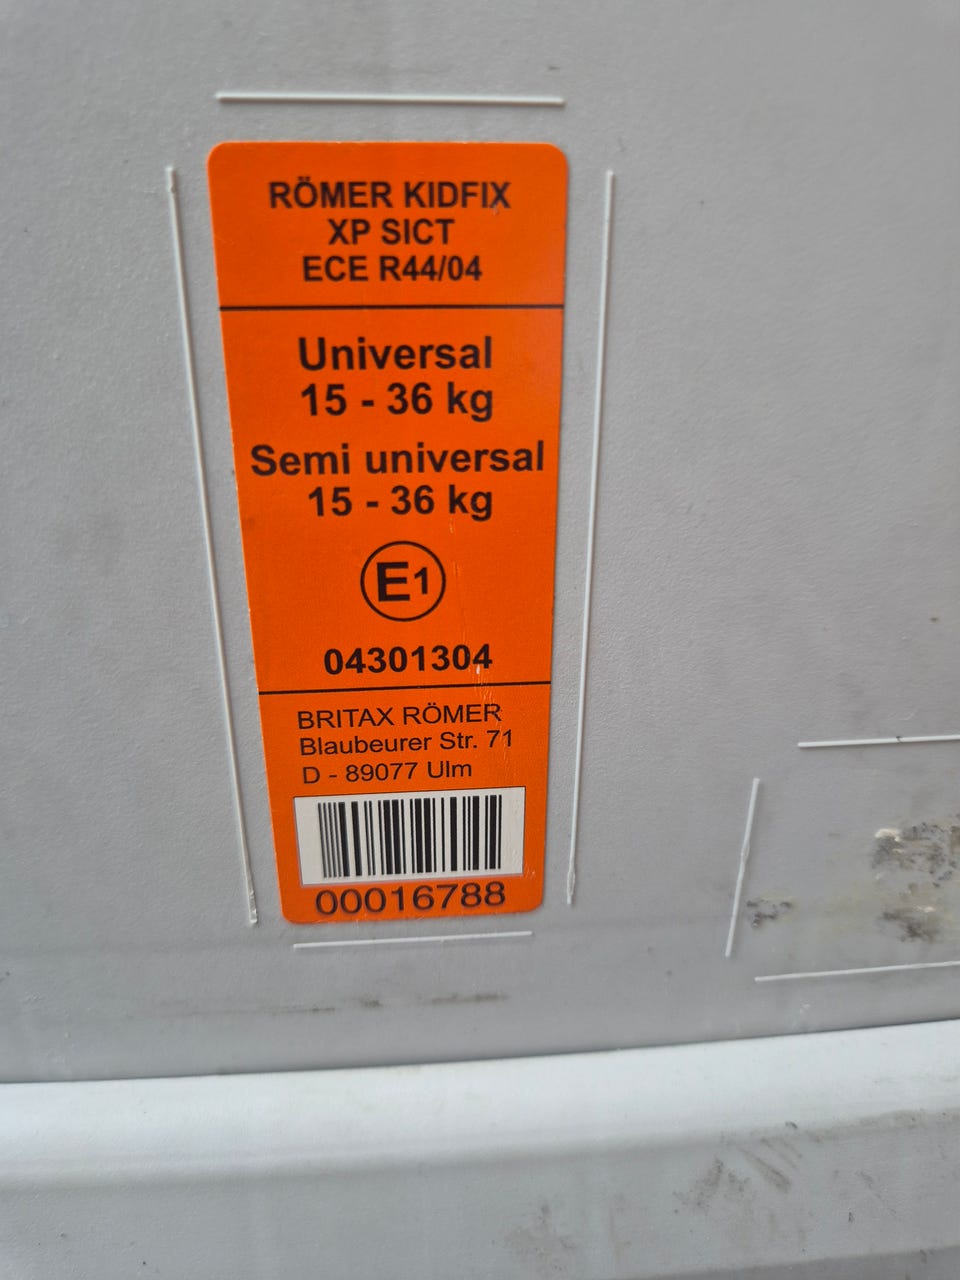 RÖMER KIDFIX
XP SICT
ECE R44/04
Universal
15 - 36 kg
Semi universal
15 - 36 kg
E1
04301304
BRITAX RÖMER
Blaubeurer Str. 71
D - 89077 Ulm
00016788